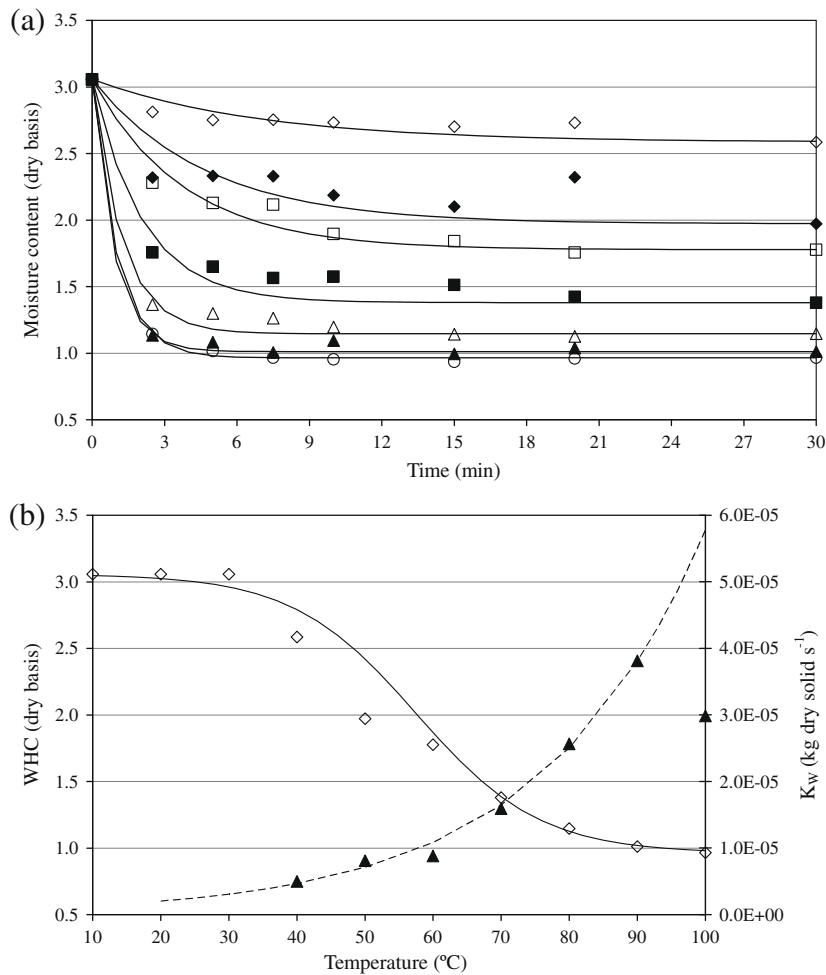 (a)
3.5
3.0
2.5
2.0
1.5
1.0
0.5
Moisture content (dry basis)
0 3 6 9 12 15 18 21 24 27 30
Time (min)
(b)
3.5
3.0
2.5
2.0
1.5
1.0
0.5
WHC (dry basis)
6.0E-05
5.0E-05
4.0E-05
3.0E-05
2.0E-05
1.0E-05
0.0E+00
K_W (kg dry solid s⁻¹)
10 20 30 40 50 60 70 80 90 100
Temperature (ºC)